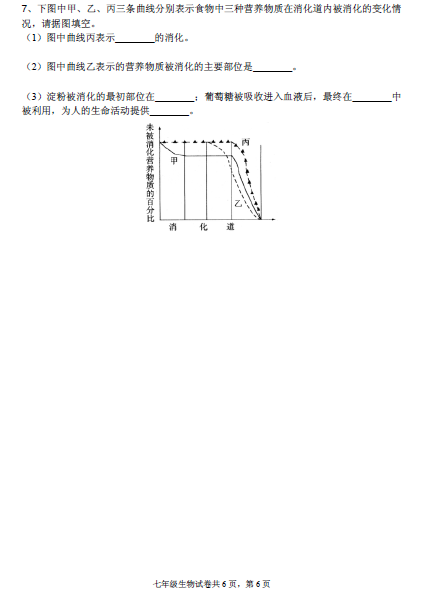 7、下图中甲、乙、丙三条曲线分别表示食物中三种营养物质在消化道内被消化的变化情
况，请据图填空。
（1）图中曲线丙表示________的消化。
（2）图中曲线乙表示的营养物质被消化的主要部位是________。
（3）淀粉被消化的最初部位在________；葡萄糖被吸收进入血液后，最终在________中
被利用，为人的生命活动提供________。
未被消化营养物质的百分比
丙
甲
乙
消 化 道
七年级生物试卷共 6 页，第 6 页